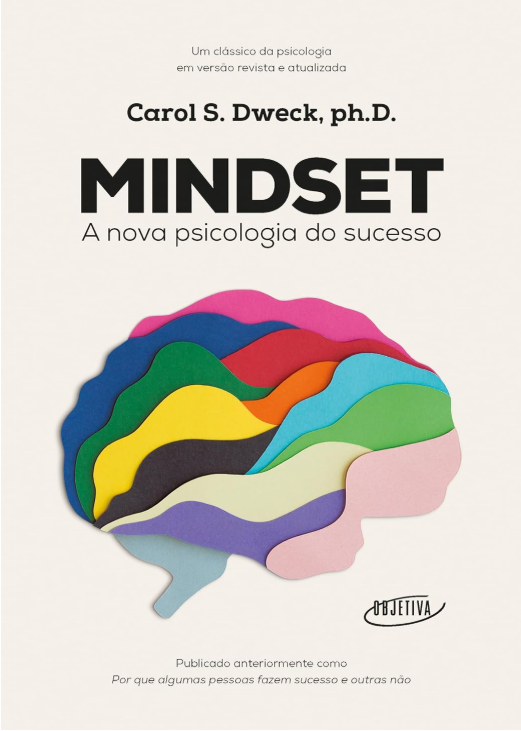 Um clássico da psicologia
em versão revista e atualizada
Carol S. Dweck, ph.D.
MINDSET
A nova psicologia do sucesso
OBJETIVA
Publicado anteriormente como
Por que algumas pessoas fazem sucesso e outras não